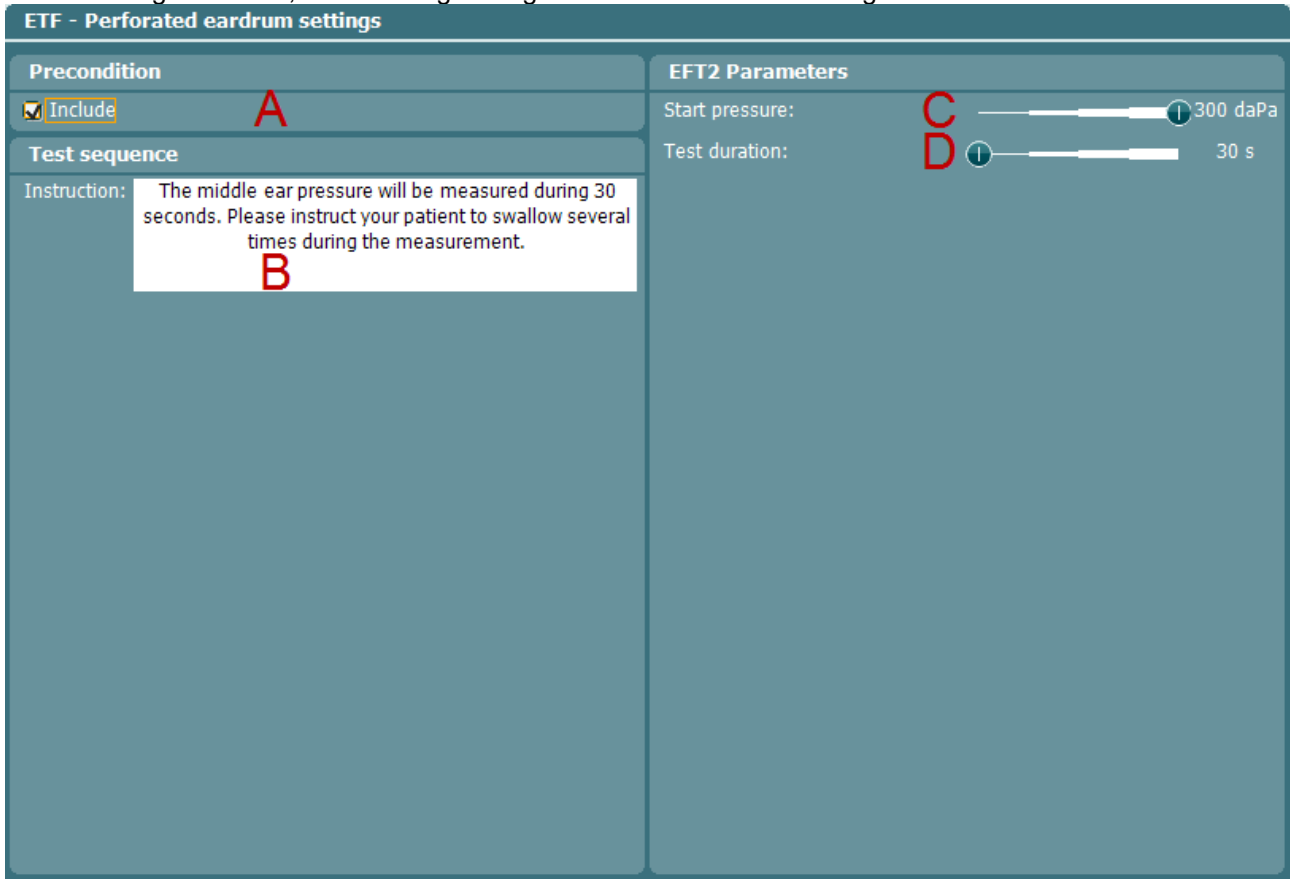 ETF - Perforated eardrum settings
Precondition
Include
A
Test sequence
Instruction:
The middle ear pressure will be measured during 30
seconds. Please instruct your patient to swallow several
times during the measurement.
B
EFT2 Parameters
Start pressure: C 300 daPa
Test duration: D 30 s